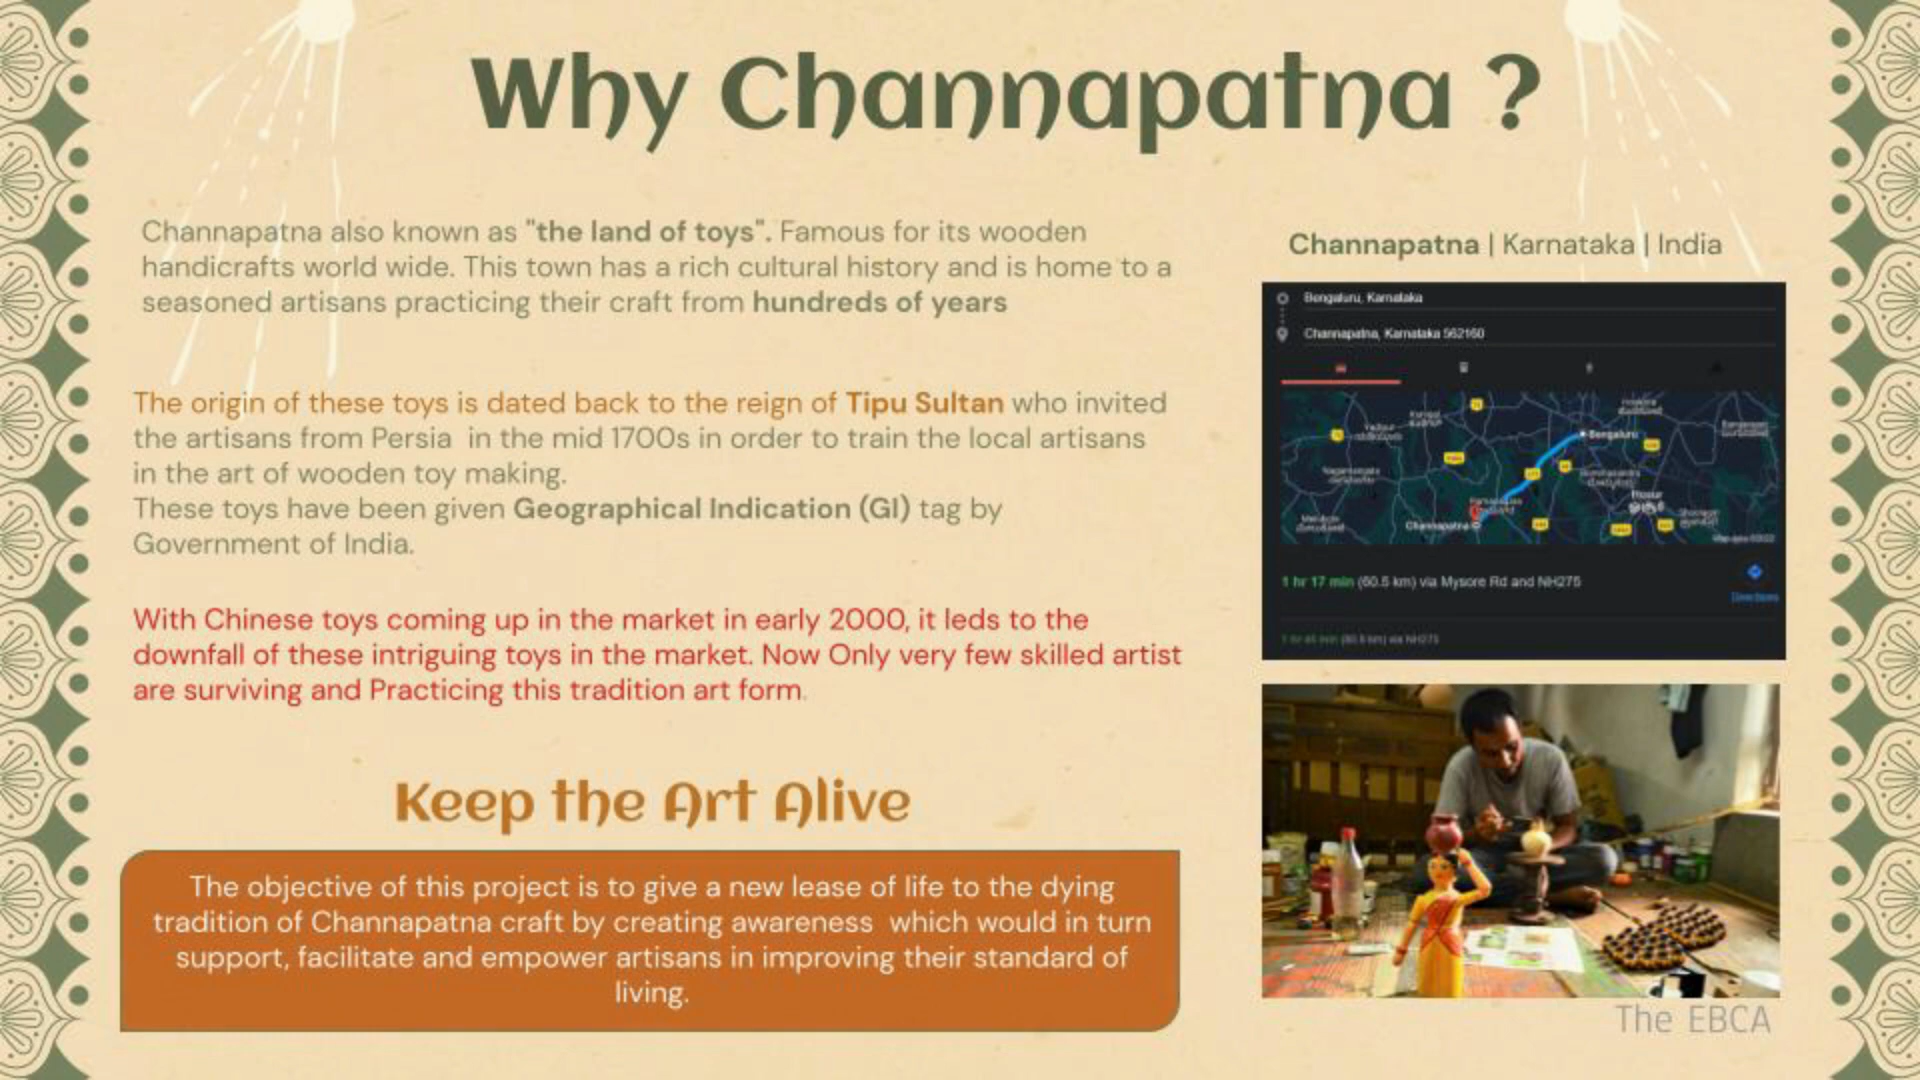 Why Channapatna ?
Channapatna also known as "the land of toys". Famous for its wooden
handicrafts world wide. This town has a rich cultural history and is home to a
seasoned artisans practicing their craft from hundreds of years
The origin of these toys is dated back to the reign of Tipu Sultan who invited
the artisans from Persia in the mid 1700s in order to train the local artisans
in the art of wooden toy making.
These toys have been given Geographical Indication (GI) tag by
Government of India.
With Chinese toys coming up in the market in early 2000, it leds to the
downfall of these intriguing toys in the market. Now Only very few skilled artist
are surviving and Practicing this tradition art form.
Keep the Art Alive
The objective of this project is to give a new lease of life to the dying
tradition of Channapatna craft by creating awareness which would in turn
support, facilitate and empower artisans in improving their standard of
living.
Channapatna | Karnataka | India
Bengaluru, Karnataka
Channapatna, Karnataka 562160
Bengaluru
Channapatna
1 hr 17 min (60.5 km) via Mysore Rd and NH275
Directions
The EBCA